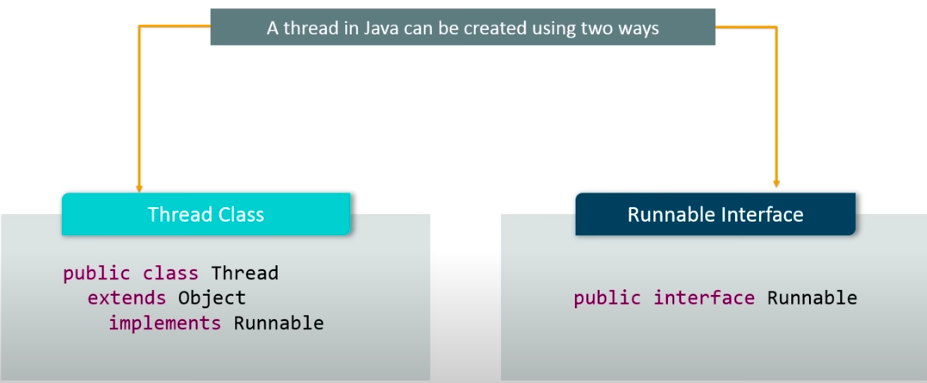 A thread in Java can be created using two ways
Thread Class
public class Thread
extends Object
implements Runnable
Runnable Interface
public interface Runnable